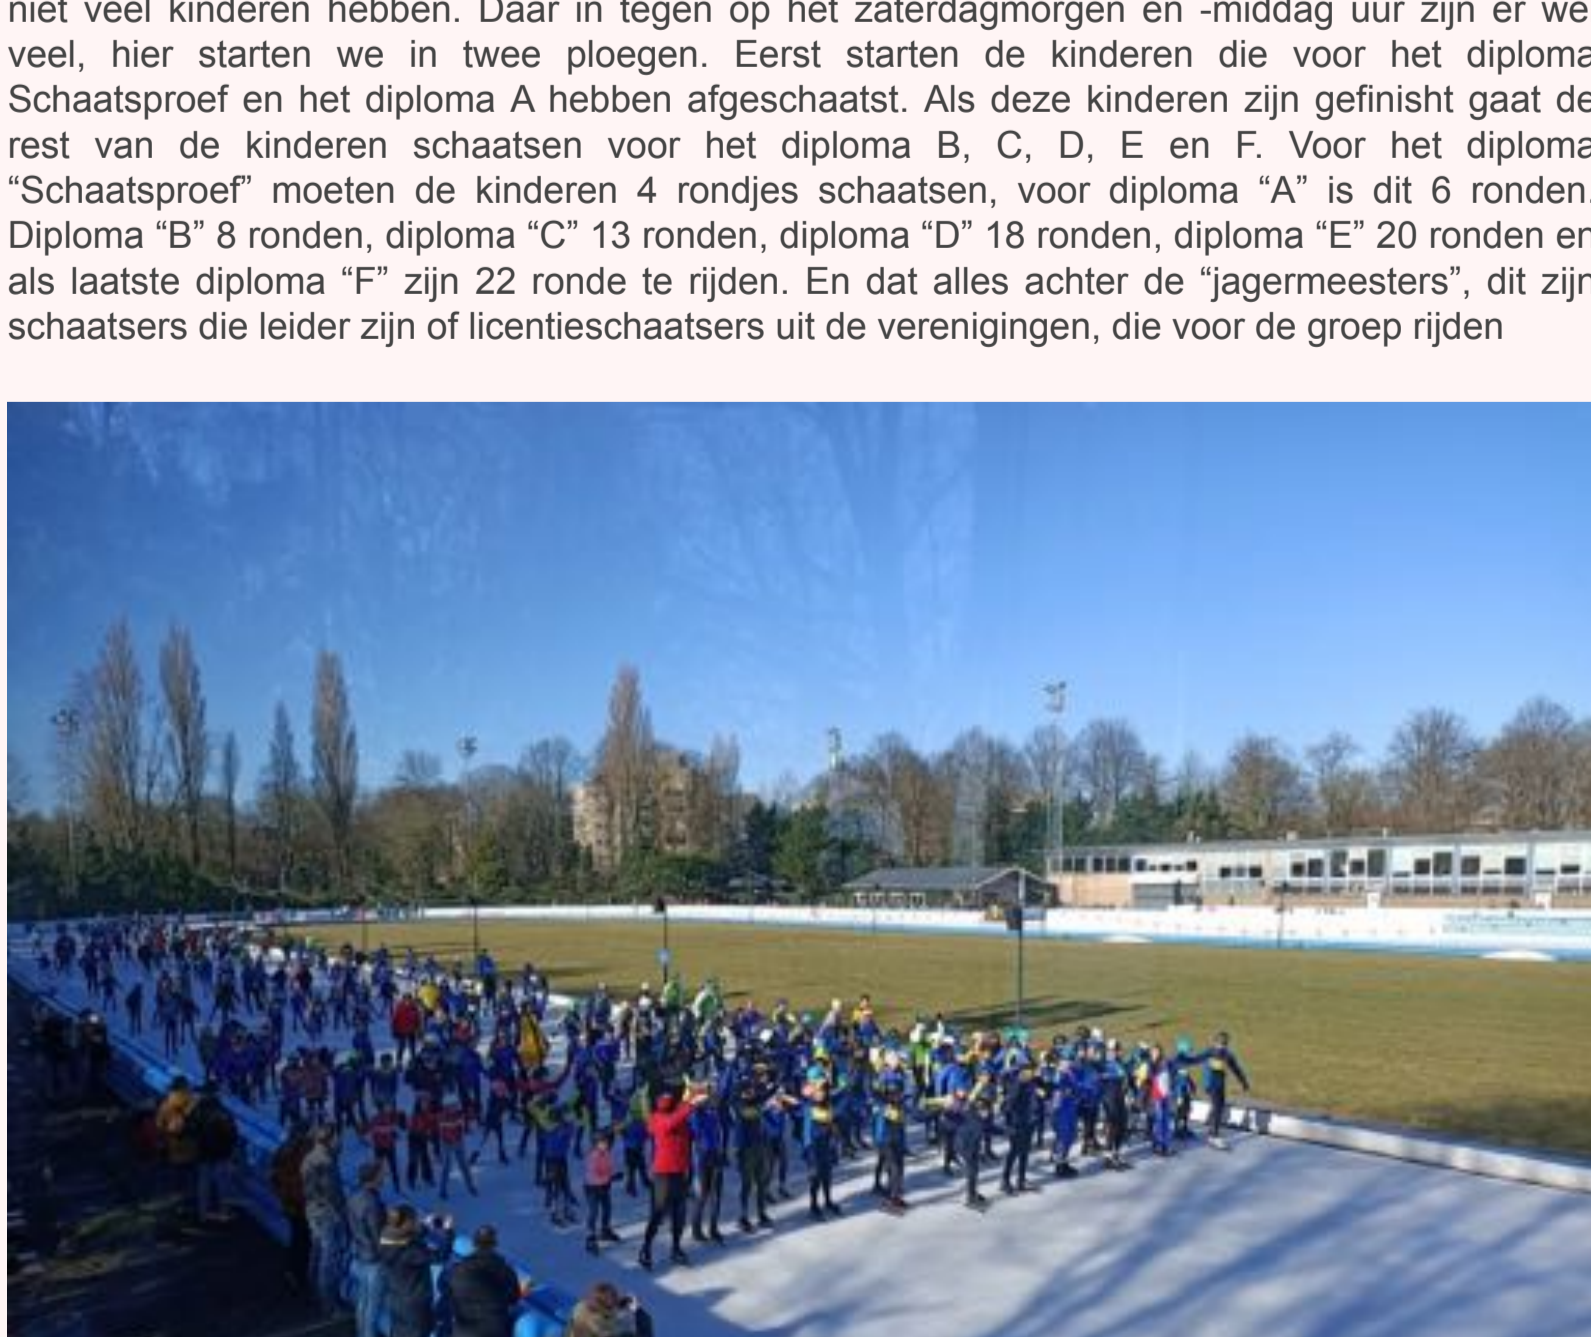 niet veel kinderen hebben. Daar in tegen op het zaterdagmorgen en -middag uur zijn er wel
veel, hier starten we in twee ploegen. Eerst starten de kinderen die voor het diploma
Schaatsproef en het diploma A hebben afgeschaatst. Als deze kinderen zijn gefinisht gaat de
rest van de kinderen schaatsen voor het diploma B, C, D, E en F. Voor het diploma
“Schaatsproef” moeten de kinderen 4 rondjes schaatsen, voor diploma “A” is dit 6 ronden.
Diploma “B” 8 ronden, diploma “C” 13 ronden, diploma “D” 18 ronden, diploma “E” 20 ronden en
als laatste diploma “F” zijn 22 ronde te rijden. En dat alles achter de “jagermeesters”, dit zijn
schaatsers die leider zijn of licentieschaatsers uit de verenigingen, die voor de groep rijden